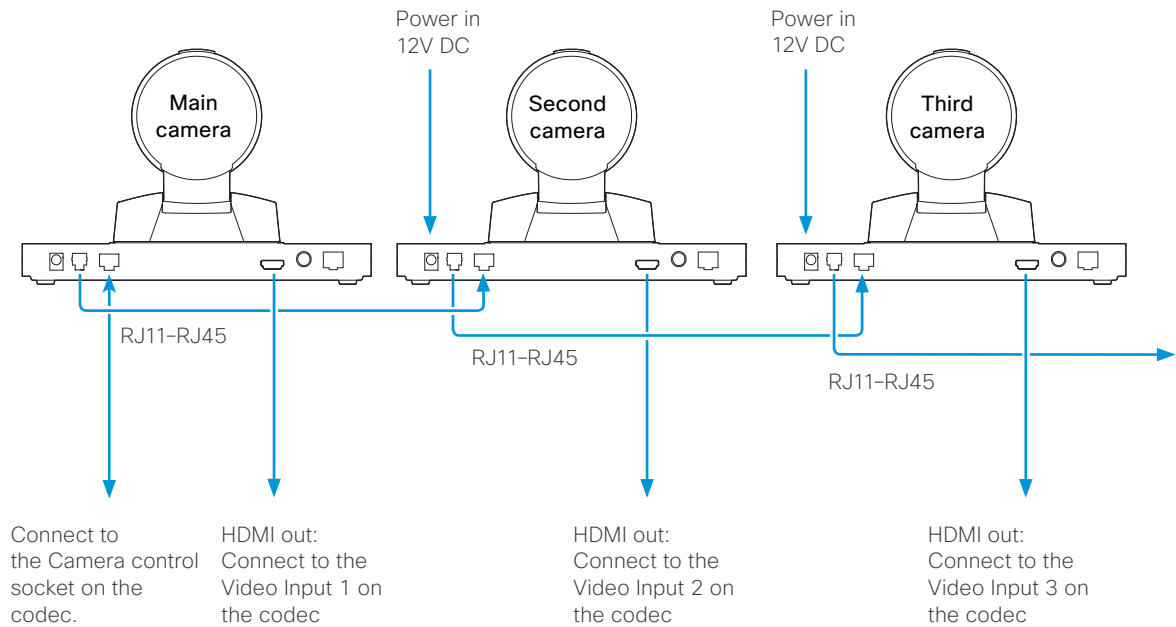 Power in
12V DC
Power in
12V DC
Main
camera
Second
camera
Third
camera
RJ11–RJ45
RJ11–RJ45
RJ11–RJ45
Connect to
the Camera control
socket on the
codec.
HDMI out:
Connect to the
Video Input 1 on
the codec
HDMI out:
Connect to the
Video Input 2 on
the codec
HDMI out:
Connect to the
Video Input 3 on
the codec